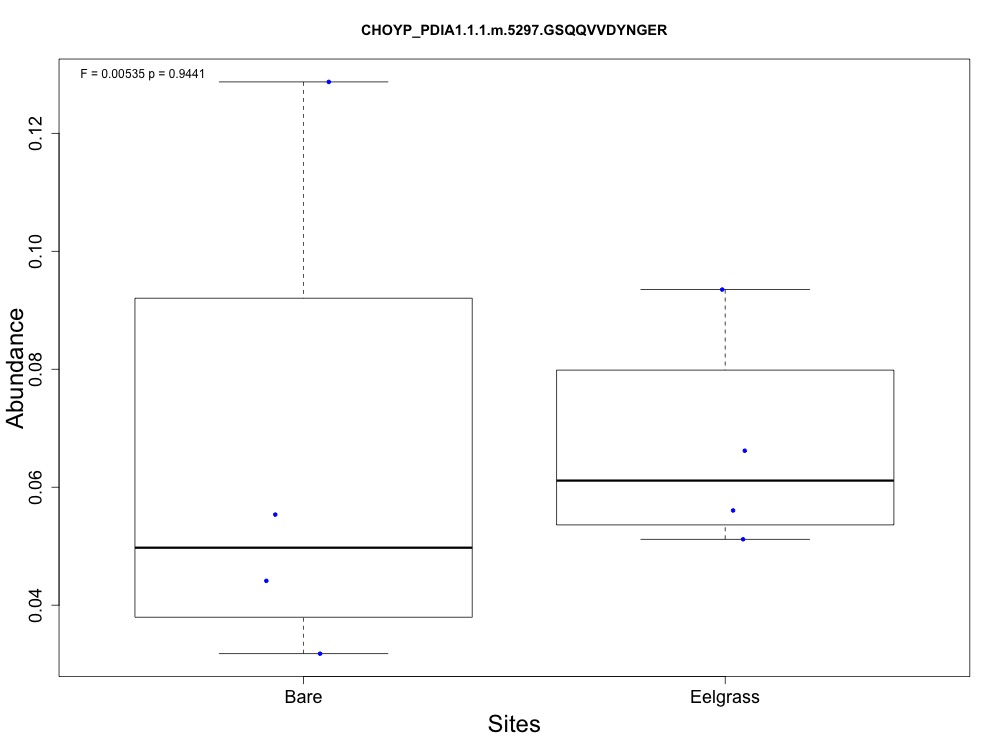 CHOYP_PDIA1.1.1.m.5297.GSQQVVDYNGER
F = 0.00535 p = 0.9441
0.12
0.10
0.08
0.06
0.04
Abundance
Bare
Eelgrass
Sites